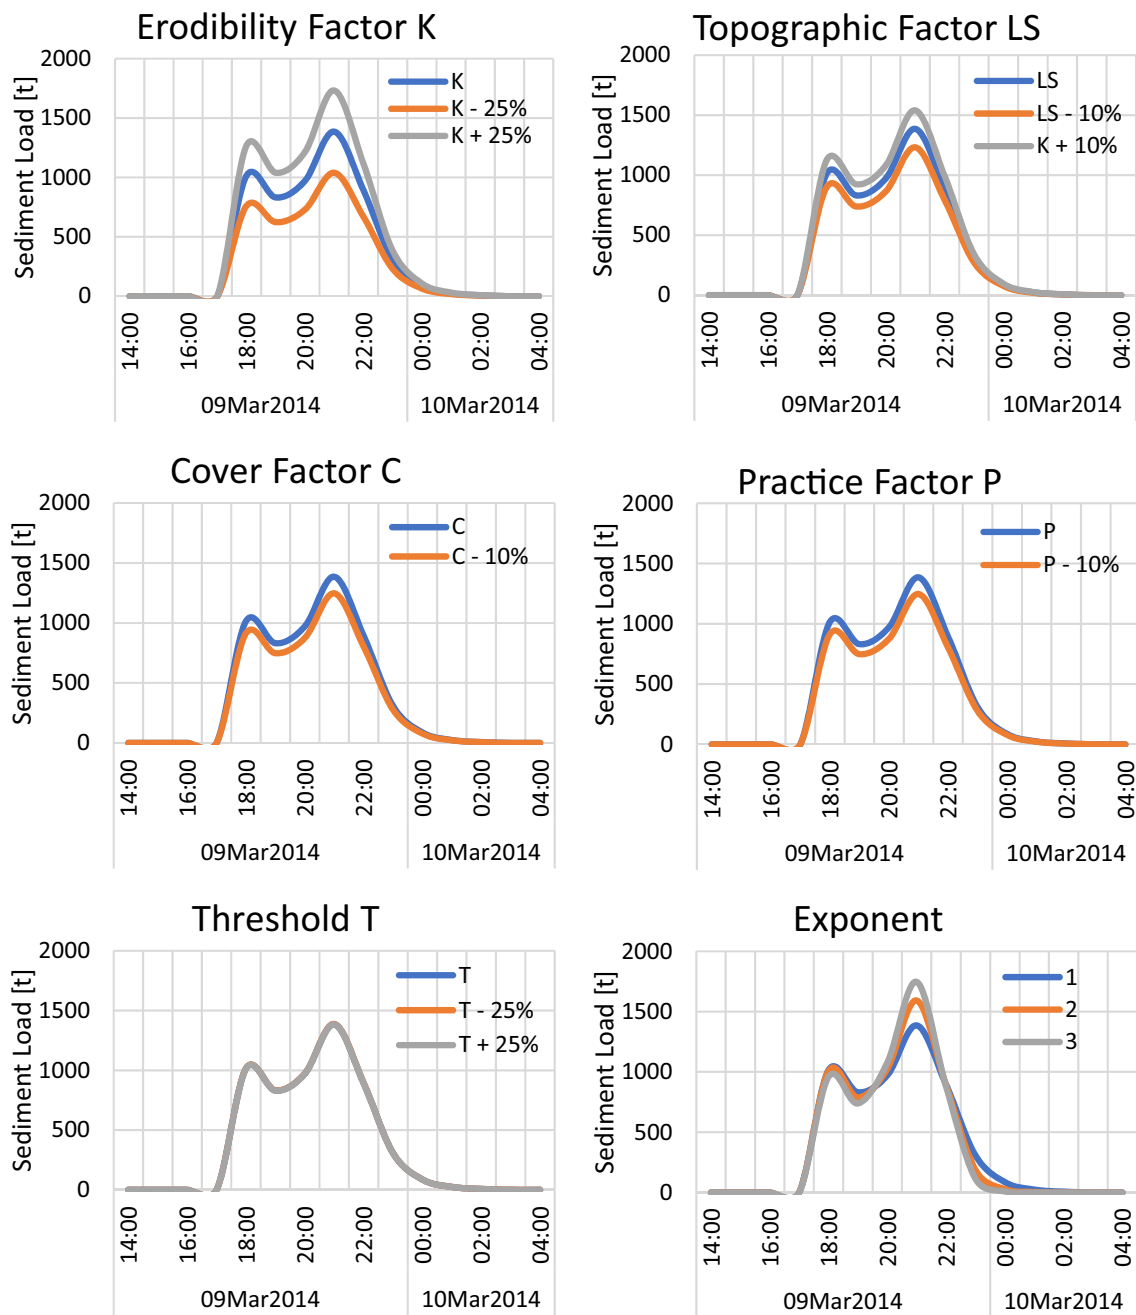 Erodibility Factor K
Sediment Load [t]
2000
1500
1000
500
0
K
K - 25%
K + 25%
14:00
16:00
18:00
20:00
22:00
00:00
02:00
04:00
09Mar2014
10Mar2014
Topographic Factor LS
Sediment Load [t]
2000
1500
1000
500
0
LS
LS - 10%
K + 10%
14:00
16:00
18:00
20:00
22:00
00:00
02:00
04:00
09Mar2014
10Mar2014
Cover Factor C
Sediment Load [t]
2000
1500
1000
500
0
C
C - 10%
14:00
16:00
18:00
20:00
22:00
00:00
02:00
04:00
09Mar2014
10Mar2014
Practice Factor P
Sediment Load [t]
2000
1500
1000
500
0
P
P - 10%
14:00
16:00
18:00
20:00
22:00
00:00
02:00
04:00
09Mar2014
10Mar2014
Threshold T
Sediment Load [t]
2000
1500
1000
500
0
T
T - 25%
T + 25%
14:00
16:00
18:00
20:00
22:00
00:00
02:00
04:00
09Mar2014
10Mar2014
Exponent
Sediment Load [t]
2000
1500
1000
500
0
1
2
3
14:00
16:00
18:00
20:00
22:00
00:00
02:00
04:00
09Mar2014
10Mar2014